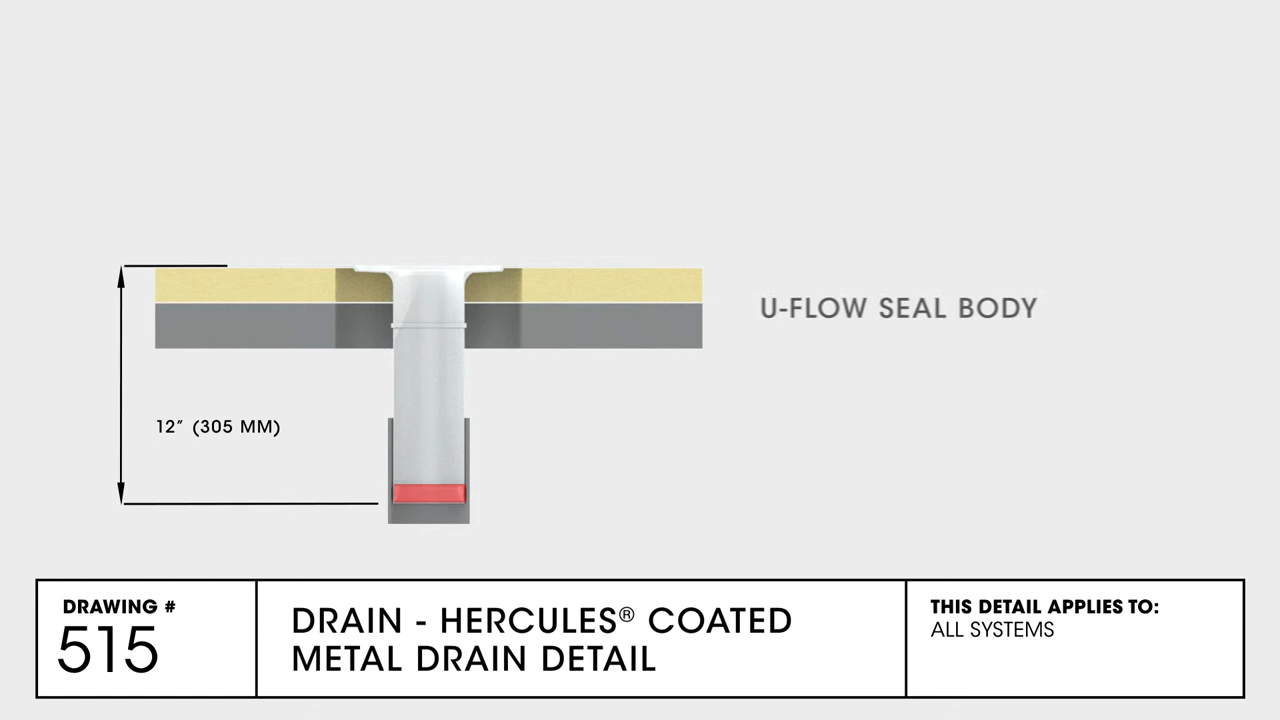 U-FLOW SEAL BODY
12″ (305 MM)
DRAWING #
515
DRAIN - HERCULES® COATED
METAL DRAIN DETAIL
THIS DETAIL APPLIES TO:
ALL SYSTEMS